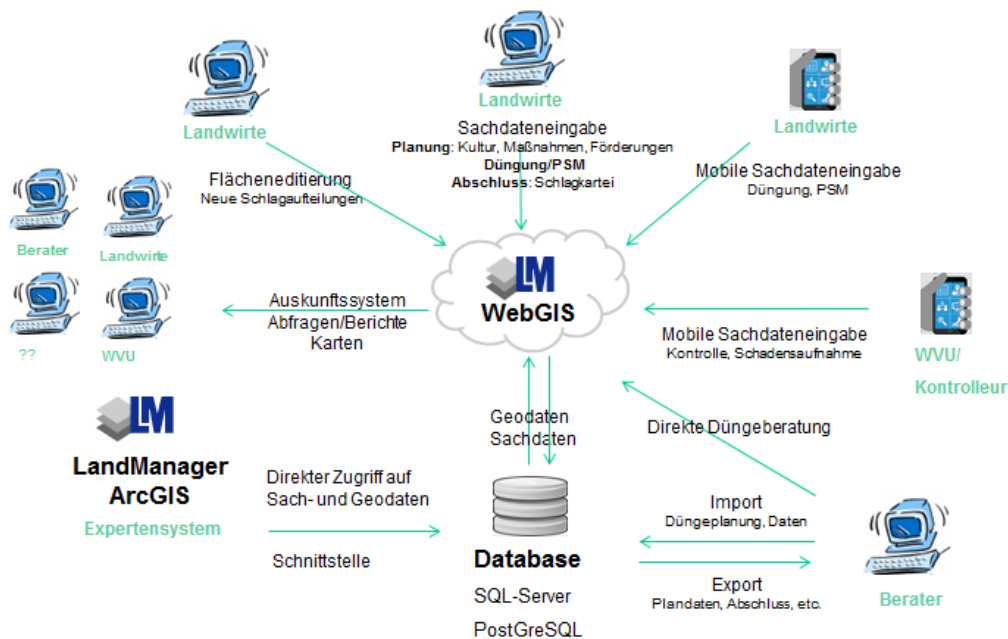 Landwirte
Flächeneditierung
Neue Schlagaufteilungen
Landwirte
Sachdateneingabe
Planung: Kultur, Maßnahmen, Förderungen
Düngung/PSM
Abschluss: Schlagkartei
Landwirte
Mobile Sachdateneingabe
Düngung, PSM
Berater
Landwirte
??
WVU
Auskunftssystem
Abfragen/Berichte
Karten
LM
WebGIS
Mobile Sachdateneingabe
Kontrolle, Schadensaufnahme
WVU/
Kontrolleur
LM
LandManager
ArcGIS
Expertensystem
Direkter Zugriff auf
Sach- und Geodaten
Schnittstelle
Geodaten
Sachdaten
Database
SQL-Server
PostGreSQL
Direkte Düngeberatung
Import
Düngeplanung, Daten
Export
Plandaten, Abschluss, etc.
Berater